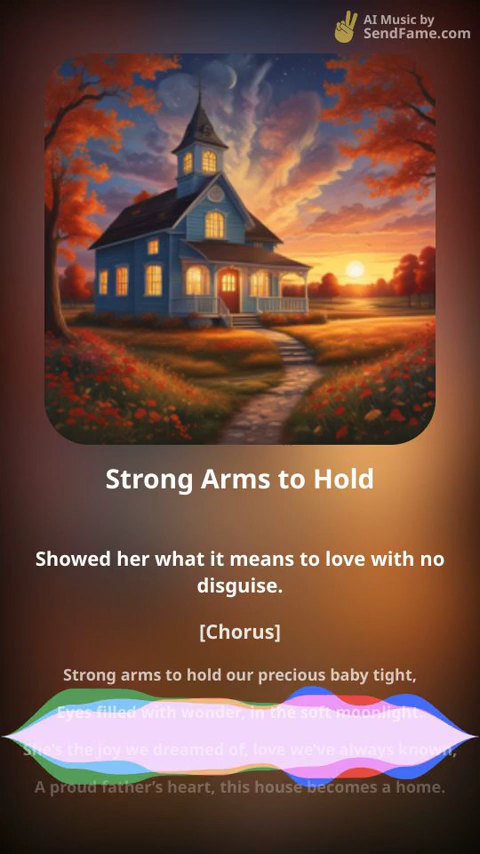 AI Music by
SendFame.com
Strong Arms to Hold
Showed her what it means to love with no
disguise.
[Chorus]
Strong arms to hold our precious baby tight,
Eyes filled with wonder, in the soft moonlight.
She's the joy we dreamed of, love we've always known,
A proud father's heart, this house becomes a home.